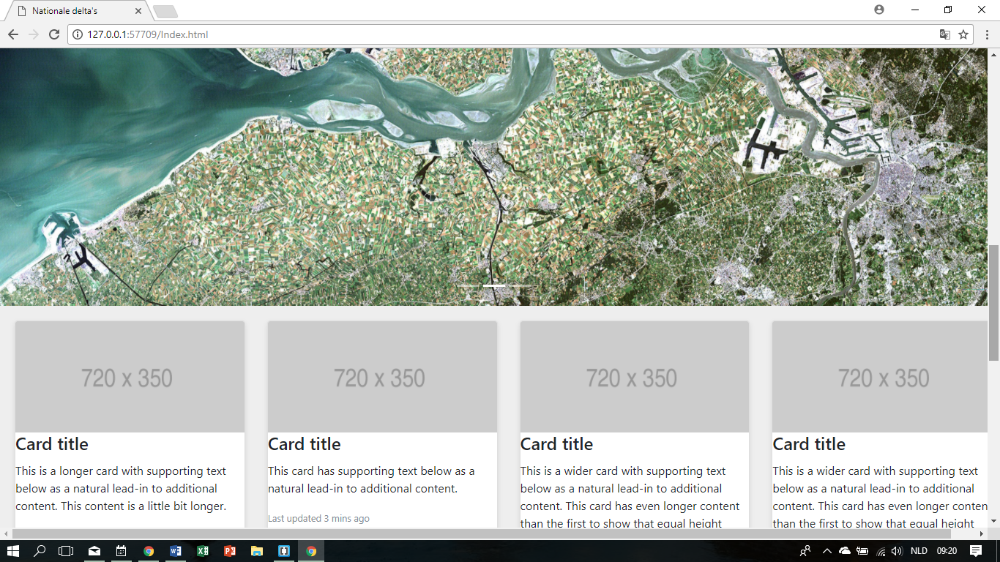 Nationale delta's
127.0.0.1:57709/Index.html
720 x 350
720 x 350
720 x 350
720 x 350
Card title
This is a longer card with supporting text
below as a natural lead-in to additional
content. This content is a little bit longer.
Card title
This card has supporting text below as a
natural lead-in to additional content.
Last updated 3 mins ago
Card title
This is a wider card with supporting text
below as a natural lead-in to additional
content. This card has even longer content
than the first to show that equal height
Card title
This is a wider card with supporting text
below as a natural lead-in to additional
content. This card has even longer conten
than the first to show that equal height
NLD
09:20